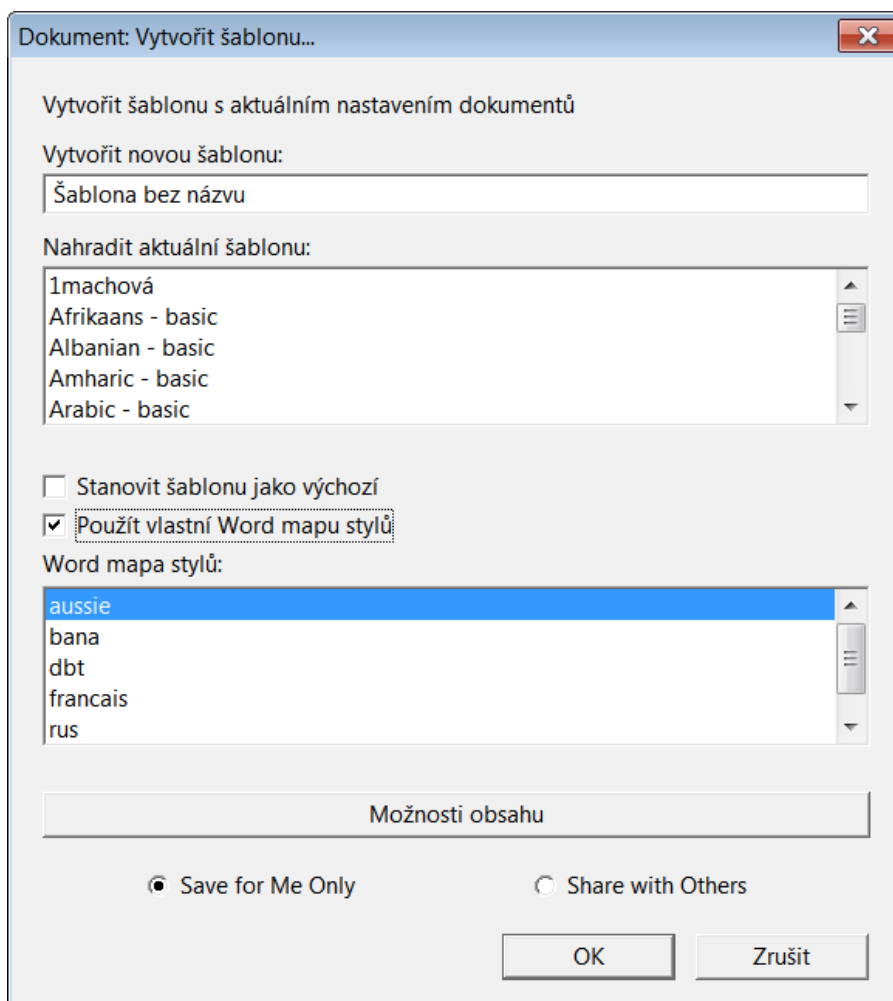 Dokument: Vytvořit šablonu...
Vytvořit šablonu s aktuálním nastavením dokumentů
Vytvořit novou šablonu:
Šablona bez názvu
Nahradit aktuální šablonu:
1machová
Afrikaans - basic
Albanian - basic
Amharic - basic
Arabic - basic
Stanovit šablonu jako výchozí
Použít vlastní Word mapu stylů
Word mapa stylů:
aussie
bana
dbt
francais
rus
Možnosti obsahu
Save for Me Only
Share with Others
OK
Zrušit